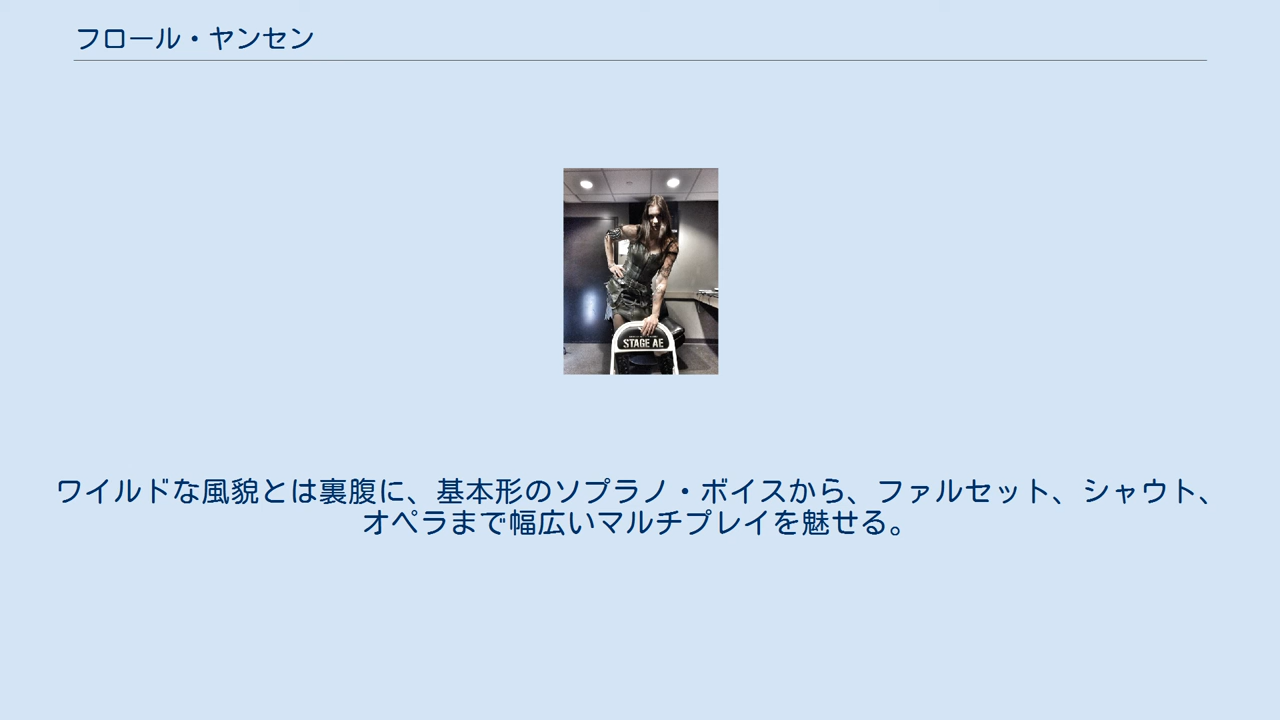 フロール・ヤンセン
STAGE AE
ワイルドな風貌とは裏腹に、基本形のソプラノ・ボイスから、ファルセット、シャウト、
オペラまで幅広いマルチプレイを魅せる。